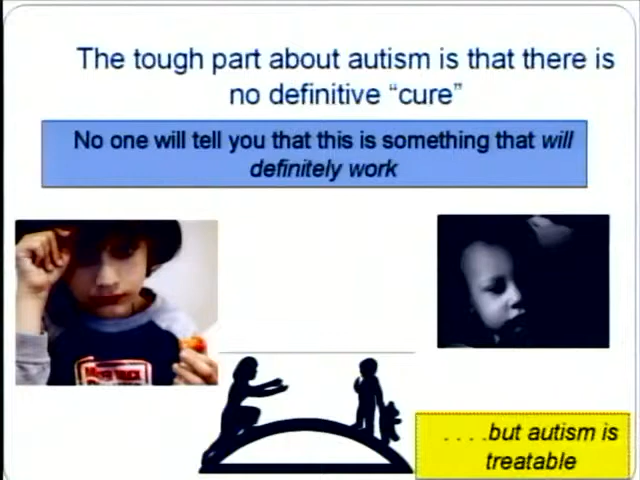 The tough part about autism is that there is
no definitive “cure”
No one will tell you that this is something that will
definitely work
. . . .but autism is
treatable